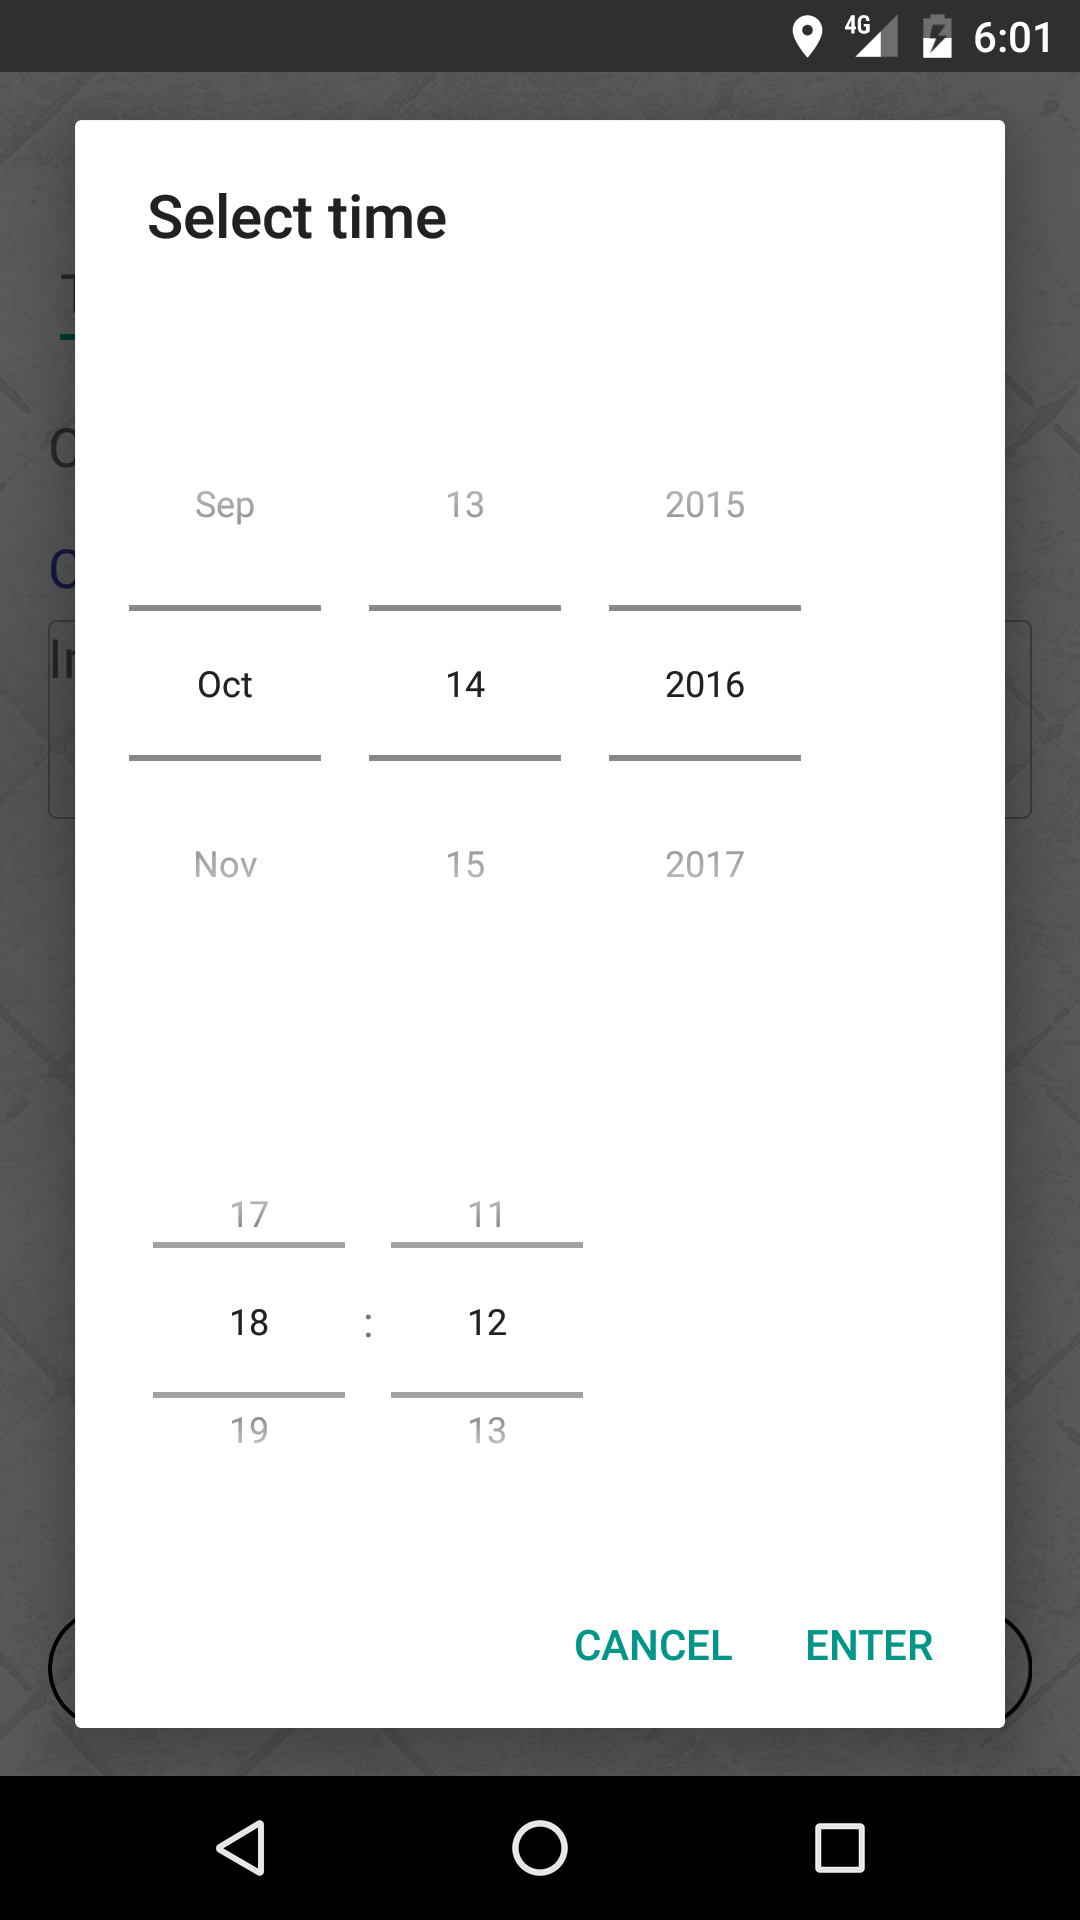 4G 6:01
Select time
Sep 13 2015
Oct 14 2016
Nov 15 2017
17 11
18 : 12
19 13
CANCEL ENTER